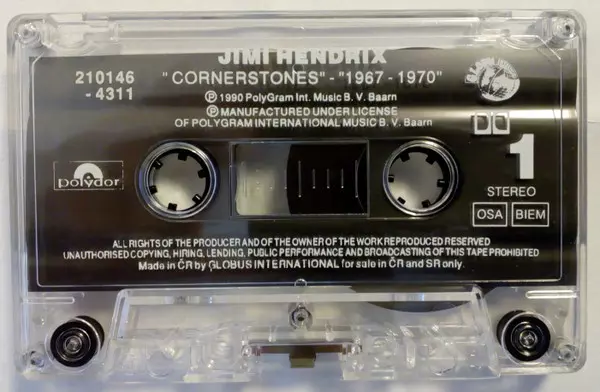 JIMI HENDRIX
210146
-4311
"CORNERSTONES" - "1967 - 1970"
Ⓟ 1990 PolyGram Int. Music B. V. Baarn
Ⓟ MANUFACTURED UNDER LICENSE
OF POLYGRAM INTERNATIONAL MUSIC B. V. Baarn
polydor
1
STEREO
OSA BIEM
ALL RIGHTS OF THE PRODUCER AND OF THE OWNER OF THE WORK REPRODUCED RESERVED
UNAUTHORISED COPYING, HIRING, LENDING, PUBLIC PERFORMANCE AND BROADCASTING OF THIS TAPE PROHIBITED
Made in ČR by GLOBUS INTERNATIONAL for sale in ČR and SR only.